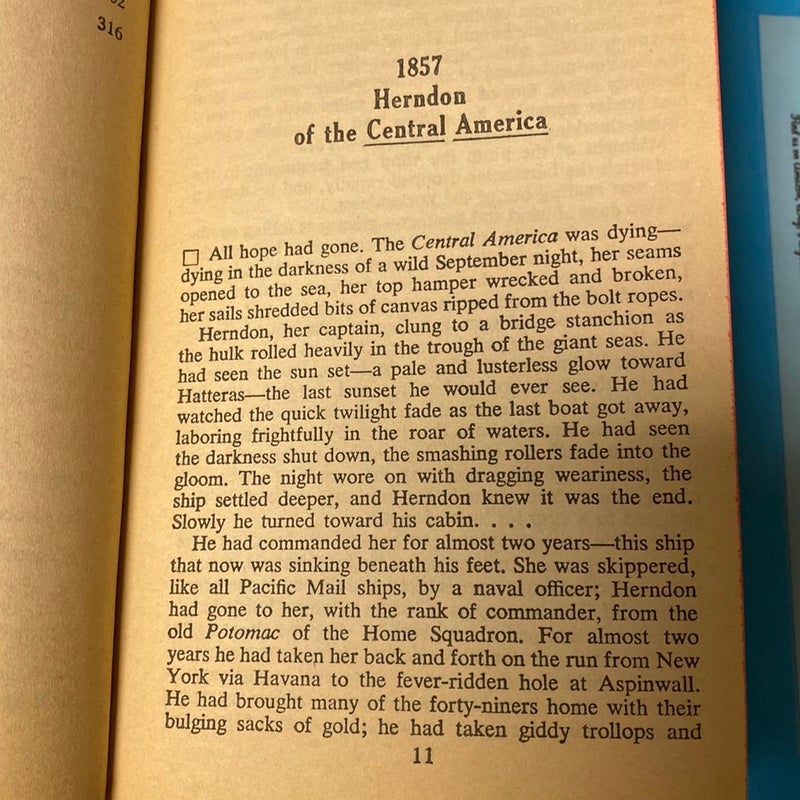 316
1857
Herndon
of the Central America
□ All hope had gone. The Central America was dying—
dying in the darkness of a wild September night, her seams
opened to the sea, her top hamper wrecked and broken,
her sails shredded bits of canvas ripped from the bolt ropes.
Herndon, her captain, clung to a bridge stanchion as
the hulk rolled heavily in the trough of the giant seas. He
had seen the sun set—a pale and lusterless glow toward
Hatteras—the last sunset he would ever see. He had
watched the quick twilight fade as the last boat got away,
laboring frightfully in the roar of waters. He had seen
the darkness shut down, the smashing rollers fade into the
gloom. The night wore on with dragging weariness, the
ship settled deeper, and Herndon knew it was the end.
Slowly he turned toward his cabin. . . .
He had commanded her for almost two years—this ship
that now was sinking beneath his feet. She was skippered,
like all Pacific Mail ships, by a naval officer; Herndon
had gone to her, with the rank of commander, from the
old Potomac of the Home Squadron. For almost two
years he had taken her back and forth on the run from New
York via Havana to the fever-ridden hole at Aspinwall.
He had brought many of the forty-niners home with their
bulging sacks of gold; he had taken giddy trollops and
11